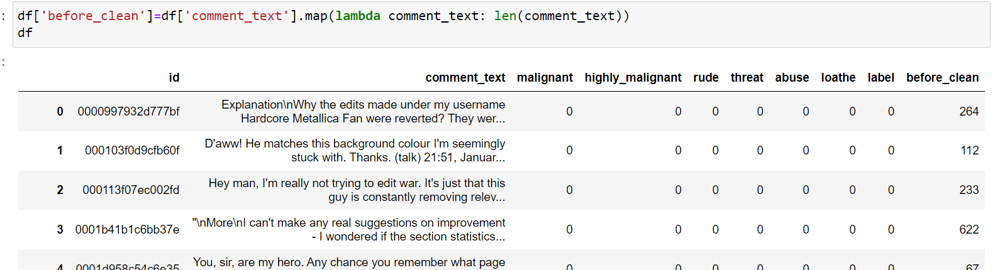 : df['before_clean']=df['comment_text'].map(lambda comment_text: len(comment_text))
df
:
id comment_text malignant highly_malignant rude threat abuse loathe label before_clean
Explanation\nWhy the edits made under my username
0 0000997932d777bf Hardcore Metallica Fan were reverted? They wer... 0 0 0 0 0 0 0 264
D'aww! He matches this background colour I'm seemingly
1 000103f0d9cfb60f stuck with. Thanks. (talk) 21:51, Januar... 0 0 0 0 0 0 0 112
Hey man, I'm really not trying to edit war. It's just that this
2 000113f07ec002fd guy is constantly removing relev... 0 0 0 0 0 0 0 233
"\nMore\nI can't make any real suggestions on improvement
3 0001b41b1c6bb37e - I wondered if the section statistics... 0 0 0 0 0 0 0 622
You, sir, are my hero. Any chance you remember what page
4 0001d958c54c6e35 0 0 0 0 0 0 0 67